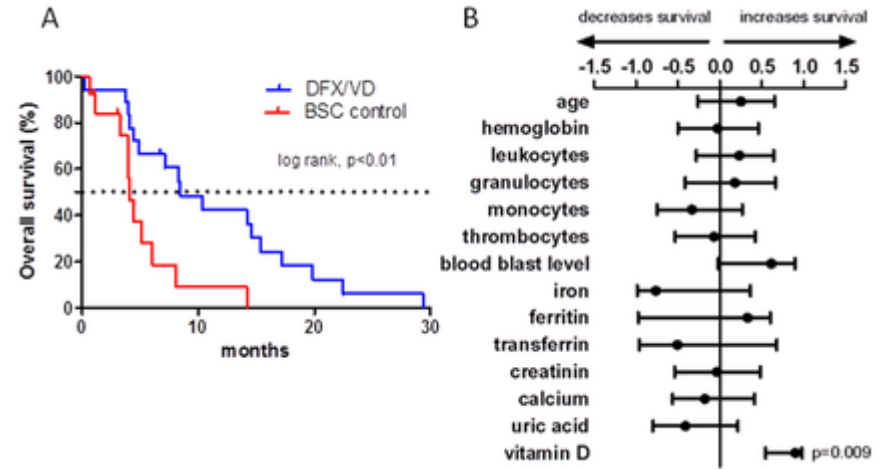 A
Overall survival (%)
100
80
60
40
20
0
DFX/VD
BSC control
log rank, p<0.01
0 10 20 30
months
B
decreases survival increases survival
-1.5 -1.0 -0.5 0.0 0.5 1.0 1.5
age
hemoglobin
leukocytes
granulocytes
monocytes
thrombocytes
blood blast level
iron
ferritin
transferrin
creatinin
calcium
uric acid
vitamin D p=0.009